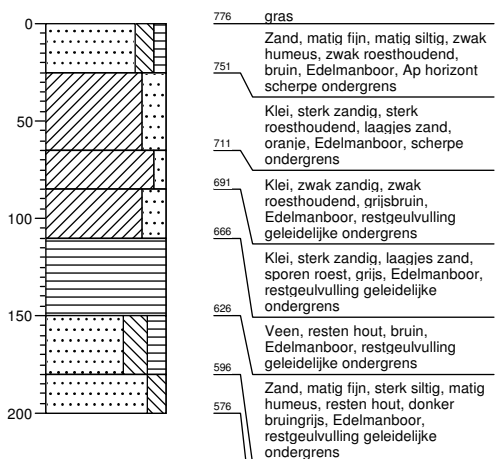 0
50
100
150
200
776 gras
Zand, matig fijn, matig siltig, zwak
humeus, zwak roesthoudend,
751 bruin, Edelmanboor, Ap horizont
scherpe ondergrens
Klei, sterk zandig, sterk
roesthoudend, laagjes zand,
711 oranje, Edelmanboor, scherpe
ondergrens
691 Klei, zwak zandig, zwak
roesthoudend, grijsbruin,
Edelmanboor, restgeulvulling
666 geleidelijke ondergrens
Klei, sterk zandig, laagjes zand,
sporen roest, grijs, Edelmanboor,
restgeulvulling geleidelijke
626 ondergrens
Veen, resten hout, bruin,
Edelmanboor, restgeulvulling
596 geleidelijke ondergrens
Zand, matig fijn, sterk siltig, matig
576 humeus, resten hout, donker
bruingrijs, Edelmanboor,
restgeulvulling geleidelijke
ondergrens